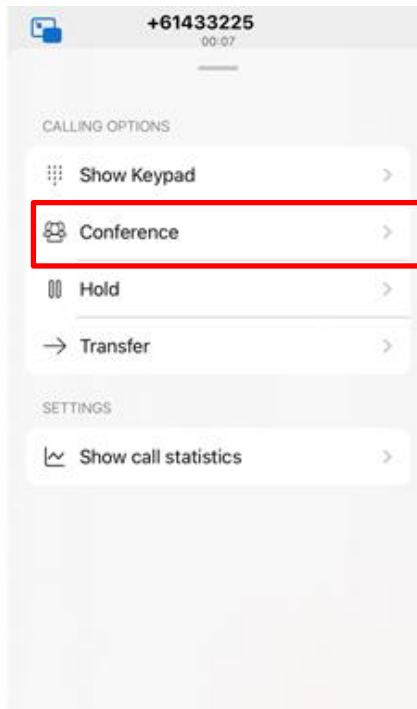 +61433225
00:07
CALLING OPTIONS
Show Keypad
Conference
Hold
Transfer
SETTINGS
Show call statistics